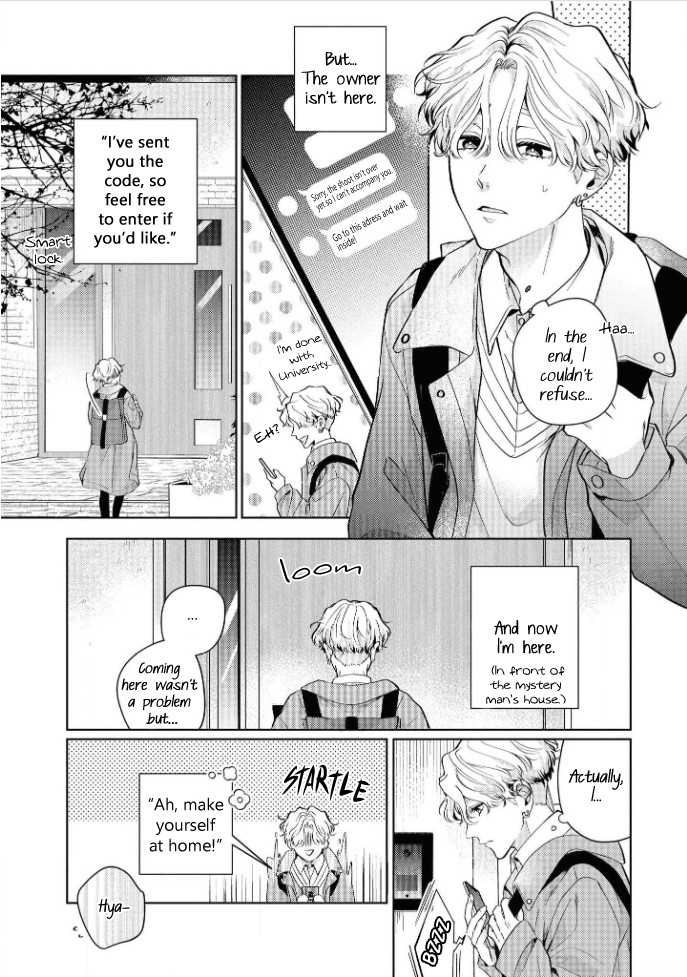 But...
The owner
isn't here.
"I've sent
you the
code, so
feel free
to enter if
you'd like."
Smart
lock
Sorry, the shoot isn't over
yet so I can't accompany you.
Go to this adress and wait
inside!
I'm done
with
University.
EH?
In the
end, I
couldn't
refuse...
Haa...
loom
And now
I'm here.
(In front of
the mystery
man's house.)
...
Coming
here wasn't
a problem
but...
Actually,
I...
BZZZ
STARTLE
"Ah, make
yourself
at home!"
Hya-